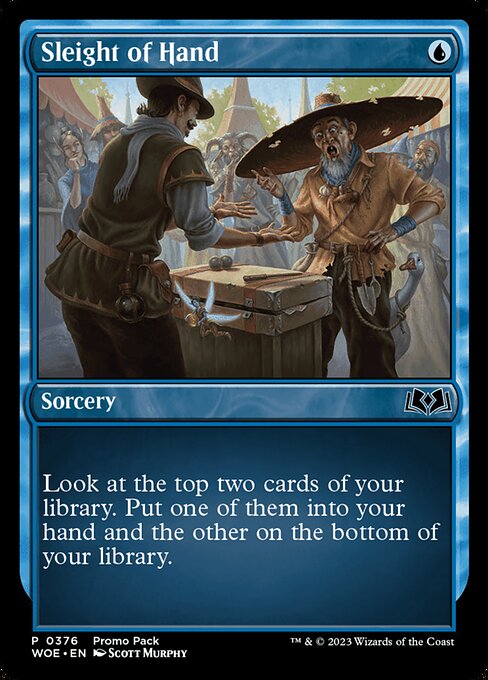 Sleight of Hand
Sorcery
Look at the top two cards of your
library. Put one of them into your
hand and the other on the bottom of
your library.
P 0376 Promo Pack
WOE • EN Scott Murphy
™ & © 2023 Wizards of the Coast